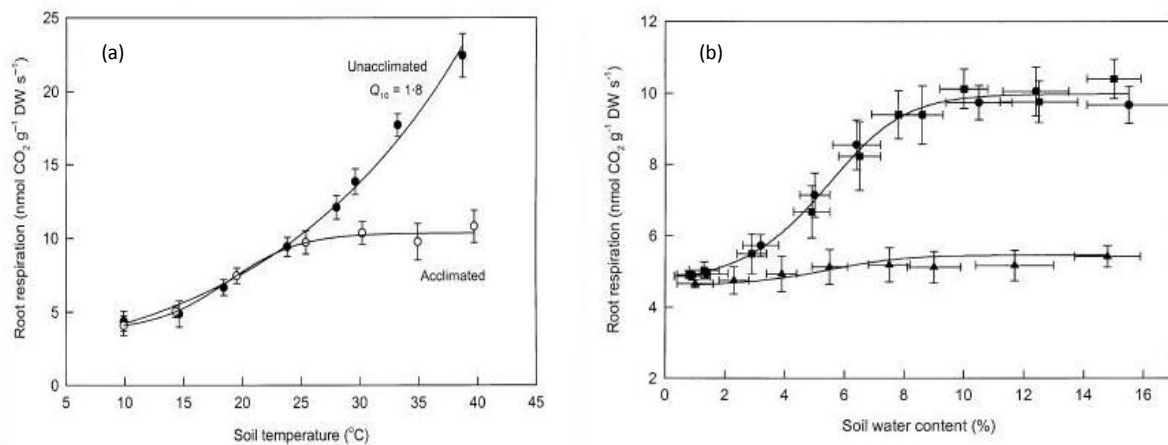 (a)
Root respiration (nmol CO₂ g⁻¹ DW s⁻¹)
25
20
15
10
5
0
Unacclimated
Q₁₀ = 1·8
Acclimated
5 10 15 20 25 30 35 40 45
Soil temperature (°C)
(b)
Root respiration (nmol CO₂ g⁻¹ DW s⁻¹)
12
10
8
6
4
2
0 2 4 6 8 10 12 14 16
Soil water content (%)